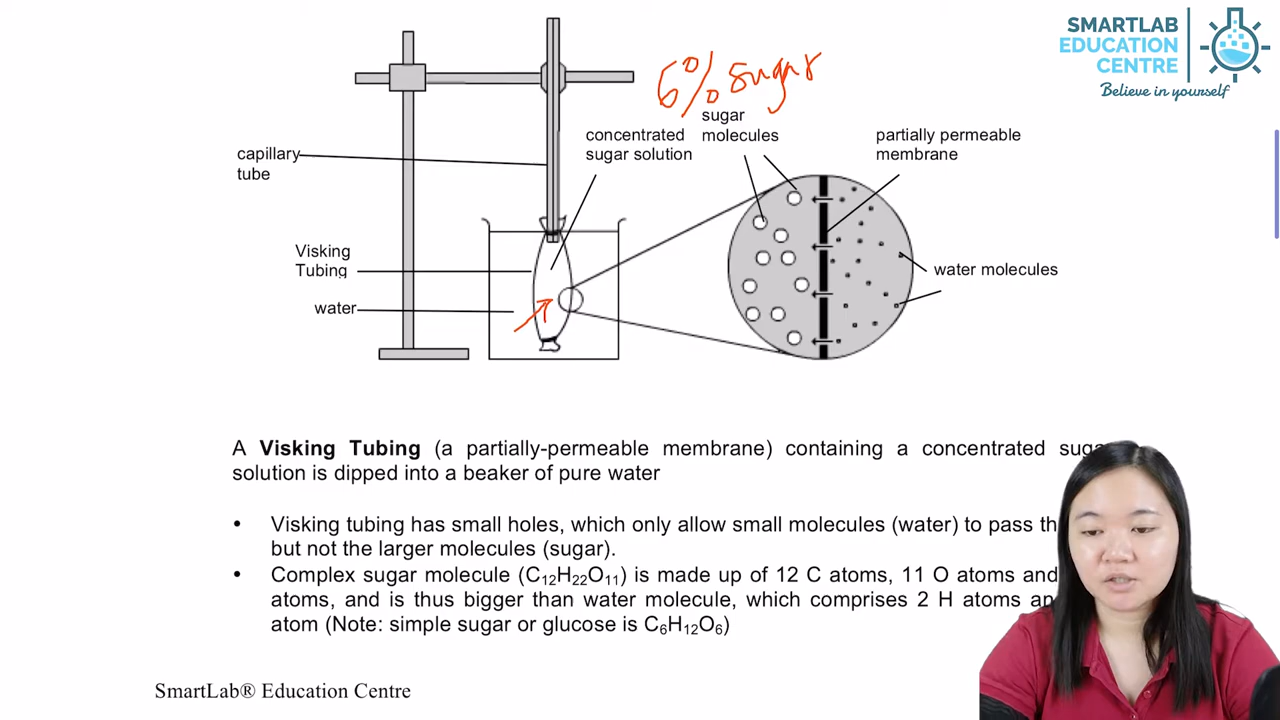 SMARTLAB
EDUCATION
CENTRE
Believe in yourself
6% sugar
sugar
molecules
concentrated
sugar solution
partially permeable
membrane
capillary
tube
Visking
Tubing
water
water molecules
A Visking Tubing (a partially-permeable membrane) containing a concentrated
solution is dipped into a beaker of pure water
• Visking tubing has small holes, which only allow small molecules (water) to pass
but not the larger molecules (sugar).
• Complex sugar molecule (C₁₂H₂₂O₁₁) is made up of 12 C atoms, 11 O atoms and
atoms, and is thus bigger than water molecule, which comprises 2 H atoms
atom (Note: simple sugar or glucose is C₆H₁₂O₆)
SmartLab® Education Centre